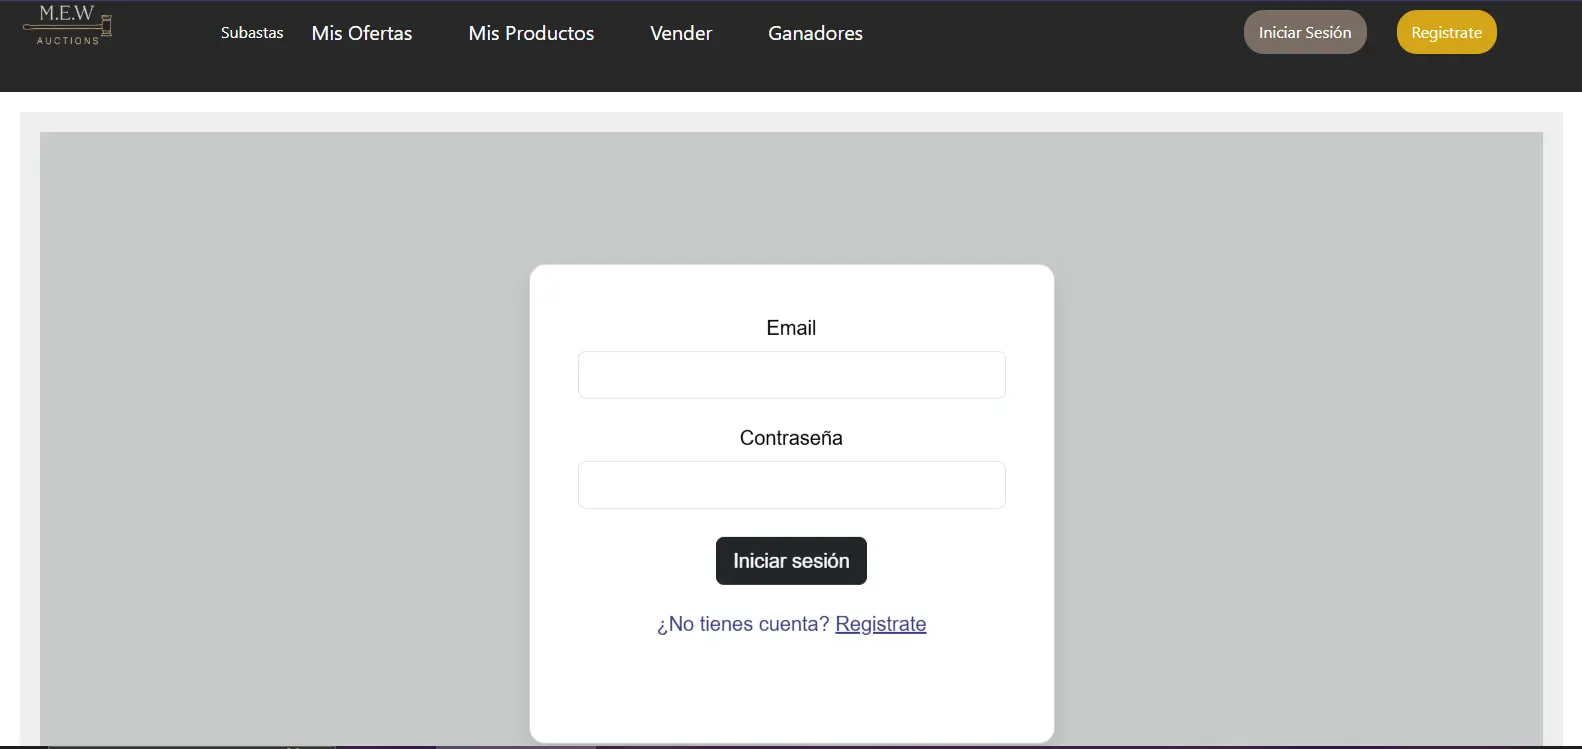 M.E.W
AUCTIONS
Subastas Mis Ofertas Mis Productos Vender Ganadores Iniciar Sesión Registrate
Email
Contraseña
Iniciar sesión
¿No tienes cuenta? Registrate